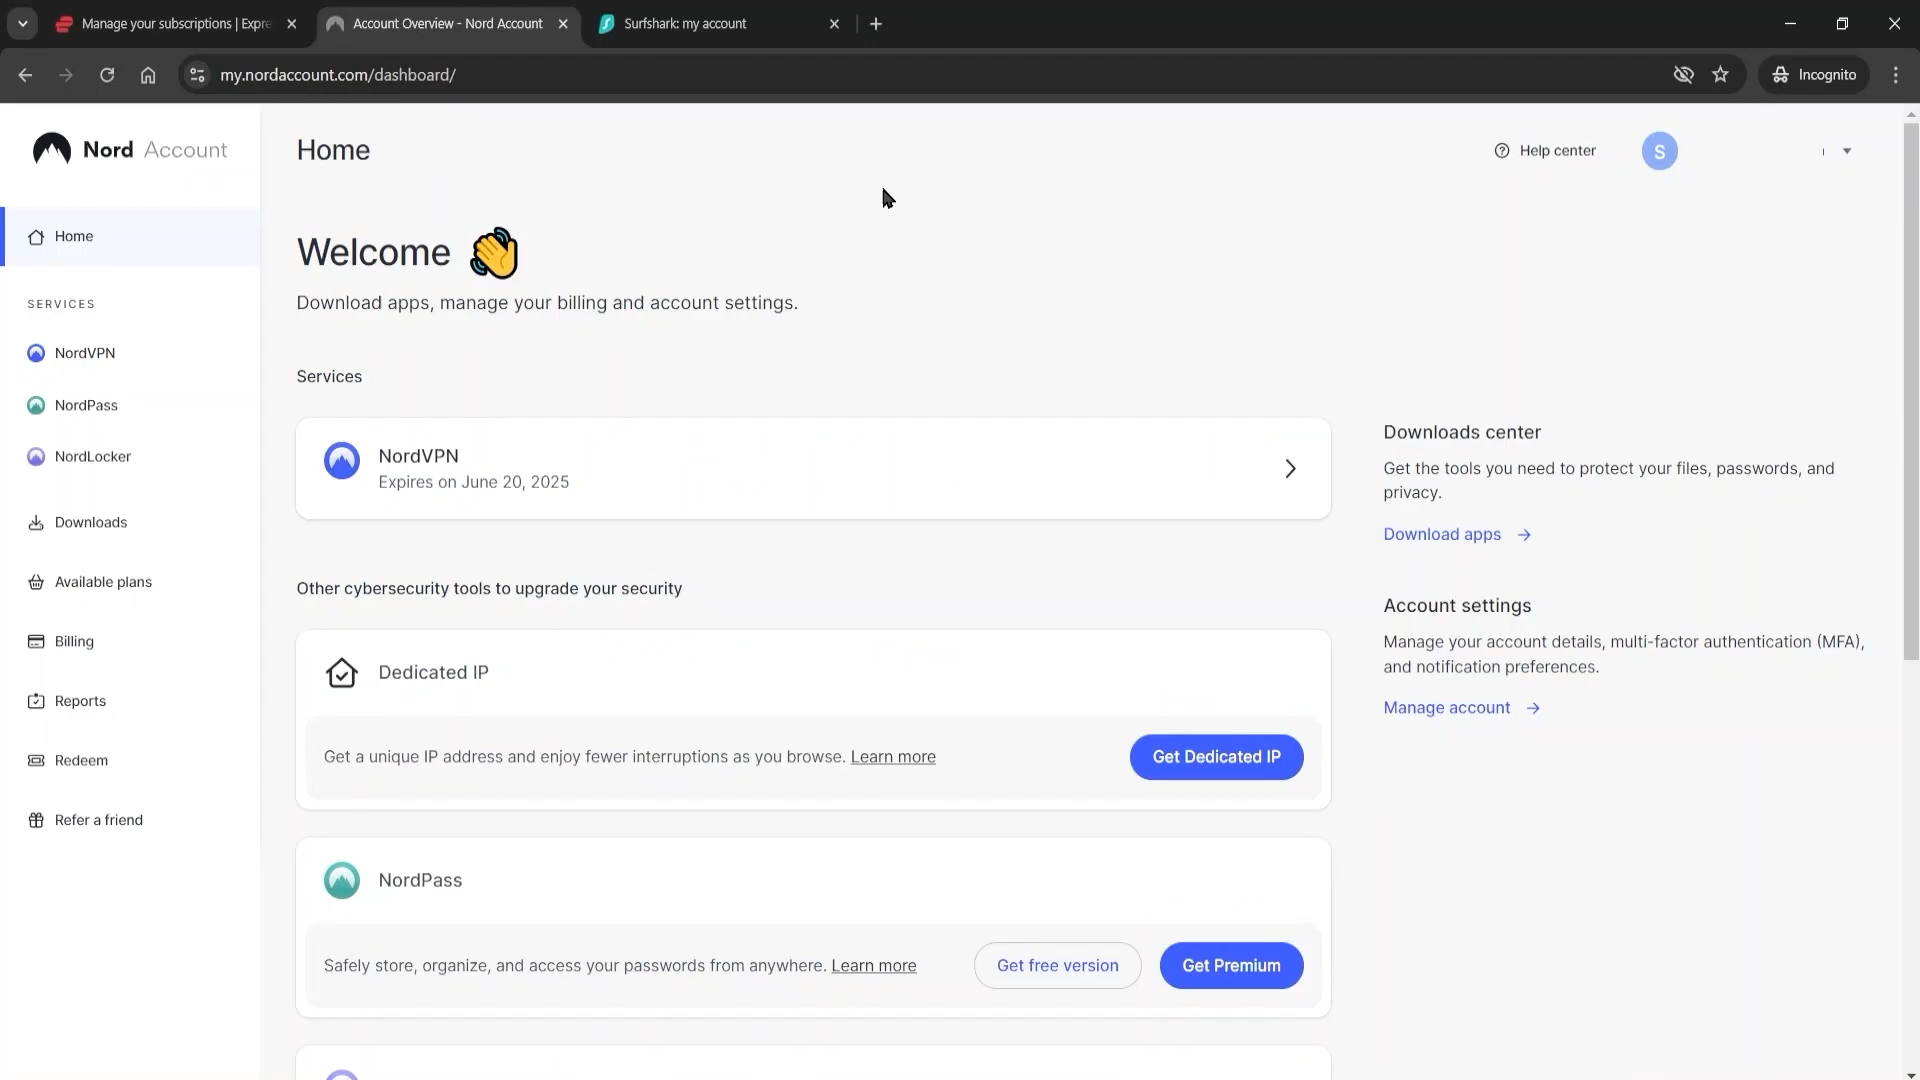 Manage your subscriptions | Expre
Account Overview - Nord Account
Surfshark: my account
my.nordaccount.com/dashboard/
Incognito
Nord Account
Home
Help center
S
Home
Welcome
Download apps, manage your billing and account settings.
SERVICES
NordVPN
NordPass
NordLocker
Downloads
Available plans
Billing
Reports
Redeem
Refer a friend
Services
NordVPN
Expires on June 20, 2025
Other cybersecurity tools to upgrade your security
Dedicated IP
Get a unique IP address and enjoy fewer interruptions as you browse. Learn more
Get Dedicated IP
NordPass
Safely store, organize, and access your passwords from anywhere. Learn more
Get free version
Get Premium
Downloads center
Get the tools you need to protect your files, passwords, and
privacy.
Download apps
Account settings
Manage your account details, multi-factor authentication (MFA),
and notification preferences.
Manage account